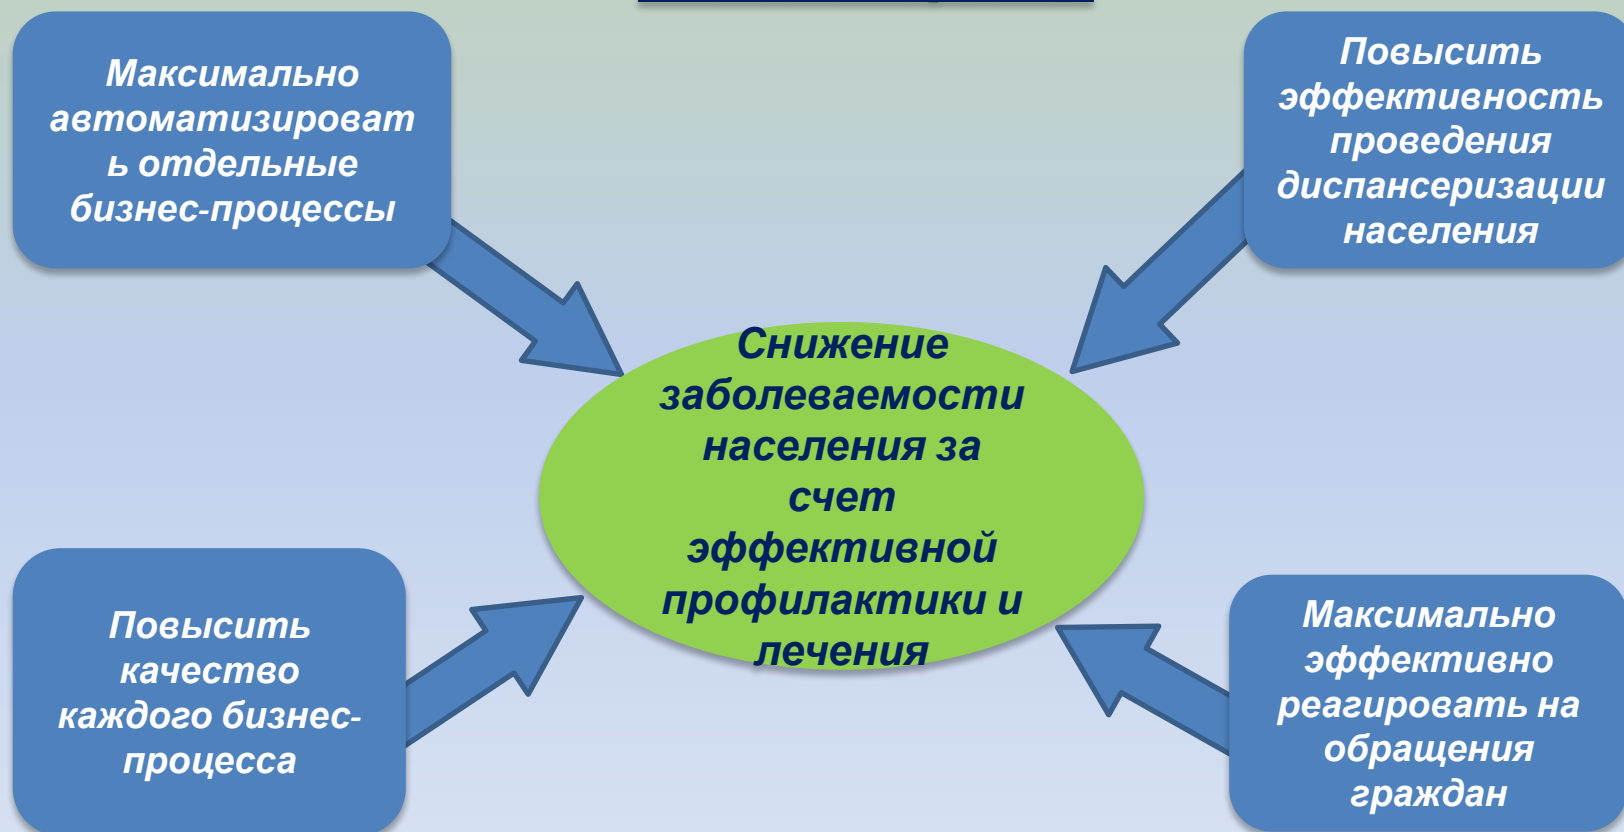 Максимально
автоматизироват
ь отдельные
бизнес-процессы
Повысить
эффективность
проведения
диспансеризации
населения
Снижение
заболеваемости
населения за
счет
эффективной
профилактики и
лечения
Повысить
качество
каждого бизнес-
процесса
Максимально
эффективно
реагировать на
обращения
граждан